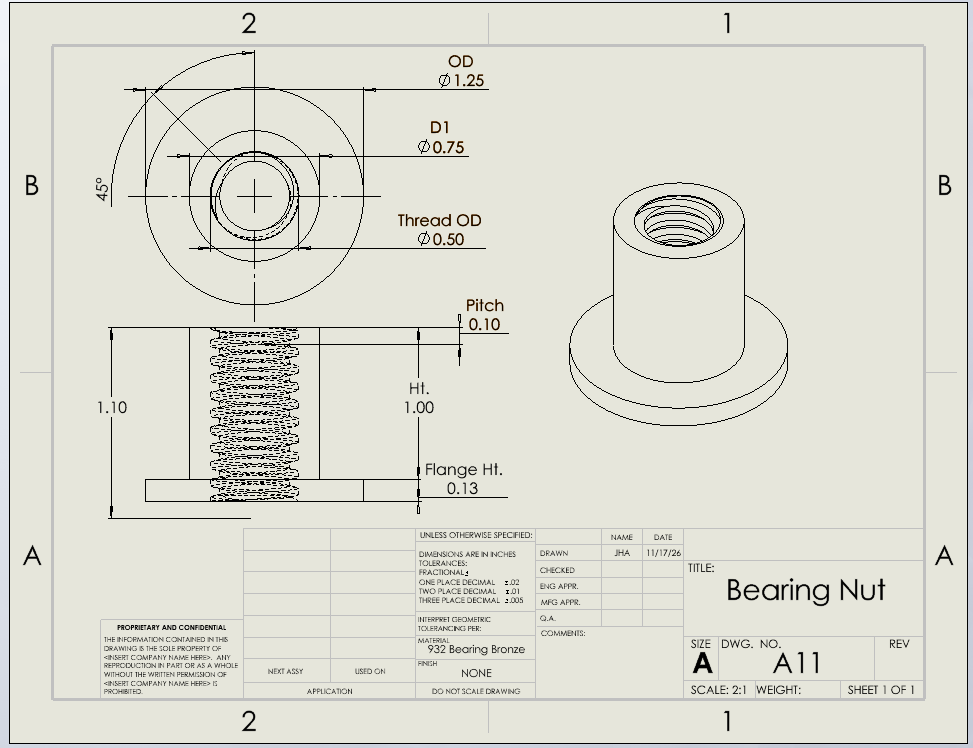 2
1
OD
∅1.25
D1
∅0.75
45°
B
B
Thread OD
∅0.50
Pitch
0.10
Ht.
1.00
1.10
Flange Ht.
0.13
A
A
UNLESS OTHERWISE SPECIFIED:
DIMENSIONS ARE IN INCHES
TOLERANCES:
FRACTIONAL±
ONE PLACE DECIMAL ±.02
TWO PLACE DECIMAL ±.01
THREE PLACE DECIMAL ±.005
INTERPRET GEOMETRIC
TOLERANCING PER:
MATERIAL
932 Bearing Bronze
FINISH
NONE
DO NOT SCALE DRAWING
NAME DATE
DRAWN JHA 11/17/26
CHECKED
ENG APPR.
MFG APPR.
Q.A.
COMMENTS:
TITLE:
Bearing Nut
SIZE DWG. NO. REV
A A11
SCALE: 2:1 WEIGHT: SHEET 1 OF 1
PROPRIETARY AND CONFIDENTIAL
THE INFORMATION CONTAINED IN THIS
DRAWING IS THE SOLE PROPERTY OF
<INSERT COMPANY NAME HERE>. ANY
REPRODUCTION IN PART OR AS A WHOLE
WITHOUT THE WRITTEN PERMISSION OF
<INSERT COMPANY NAME HERE> IS
PROHIBITED.
NEXT ASSY USED ON
APPLICATION
2
1